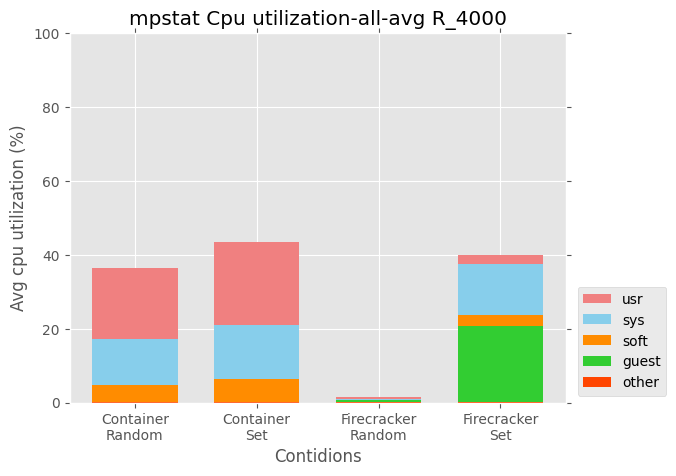 mpstat Cpu utilization-all-avg R_4000
Avg cpu utilization (%)
100
80
60
40
20
0
Container
Random
Container
Set
Firecracker
Random
Firecracker
Set
Contidions
usr
sys
soft
guest
other